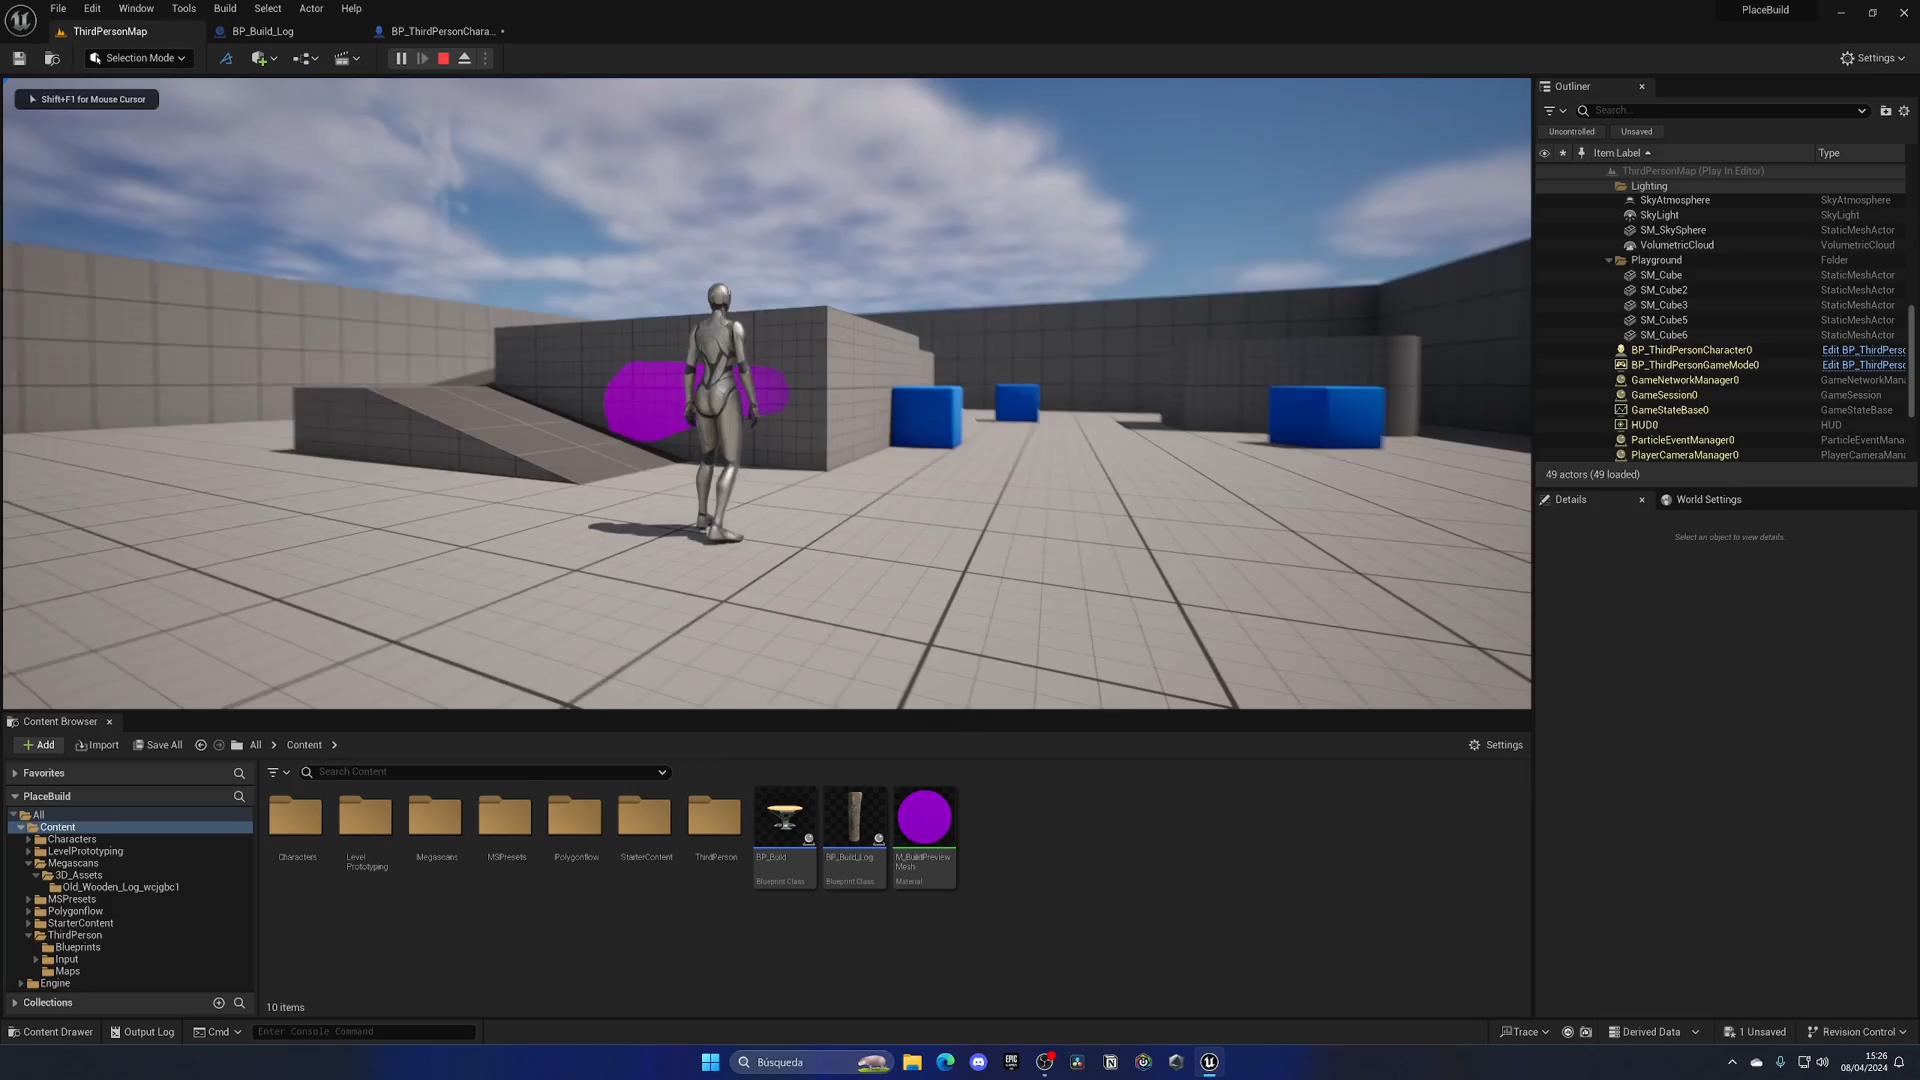 File Edit Window Tools Build Select Actor Help
PlaceBuild
ThirdPersonMap
BP_Build_Log
BP_ThirdPersonChara...
Selection Mode
Settings
Shift+F1 for Mouse Cursor
Outliner
Search...
Uncontrolled
Unsaved
Item Label
Type
ThirdPersonMap (Play In Editor)
Lighting
SkyAtmosphere SkyAtmosphere
SkyLight SkyLight
SM_SkySphere StaticMeshActor
VolumetricCloud VolumetricCloud
Playground Folder
SM_Cube StaticMeshActor
SM_Cube2 StaticMeshActor
SM_Cube3 StaticMeshActor
SM_Cube5 StaticMeshActor
SM_Cube6 StaticMeshActor
BP_ThirdPersonCharacter0 Edit BP_ThirdPerso
BP_ThirdPersonGameMode0 Edit BP_ThirdPerso
GameNetworkManager0 GameNetworkMana
GameSession0 GameSession
GameStateBase0 GameStateBase
HUD0 HUD
ParticleEventManager0 ParticleEventMana
PlayerCameraManager0 PlayerCameraMana
49 actors (49 loaded)
Details
World Settings
Select an object to view details.
Content Browser
Add
Import
Save All
All
Content
Settings
Favorites
Search Content
PlaceBuild
All
Content
Characters
LevelPrototyping
Megascans
3D_Assets
Old_Wooden_Log_wcjgbc1
MSPresets
Polygonflow
StarterContent
ThirdPerson
Blueprints
Input
Maps
Engine
Collections
Characters
Level
Prototyping
Megascans
MSPresets
Polygonflow
StarterContent
ThirdPerson
BP_Build
Blueprint Class
BP_Build_Log
Blueprint Class
M_BuildPreview
Mesh
Material
10 items
Content Drawer
Output Log
Cmd
Enter Console Command
Trace
Derived Data
1 Unsaved
Revision Control
Búsqueda
EPIC
GAMES
15:26
08/04/2024